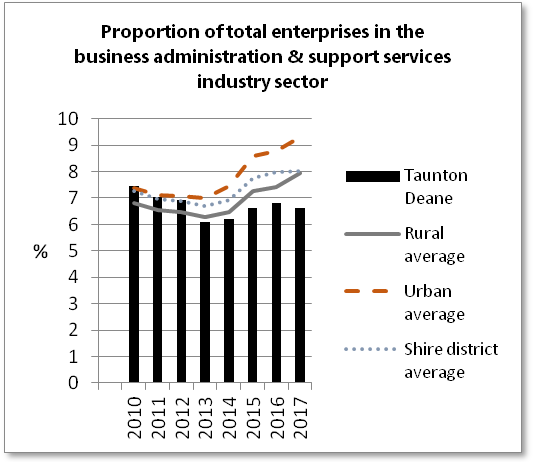 Proportion of total enterprises in the
business administration & support services
industry sector
10
9
8
7
6
5
4
3
2
1
0
%
2010
2011
2012
2013
2014
2015
2016
2017
Taunton
Deane
Rural
average
Urban
average
Shire district
average